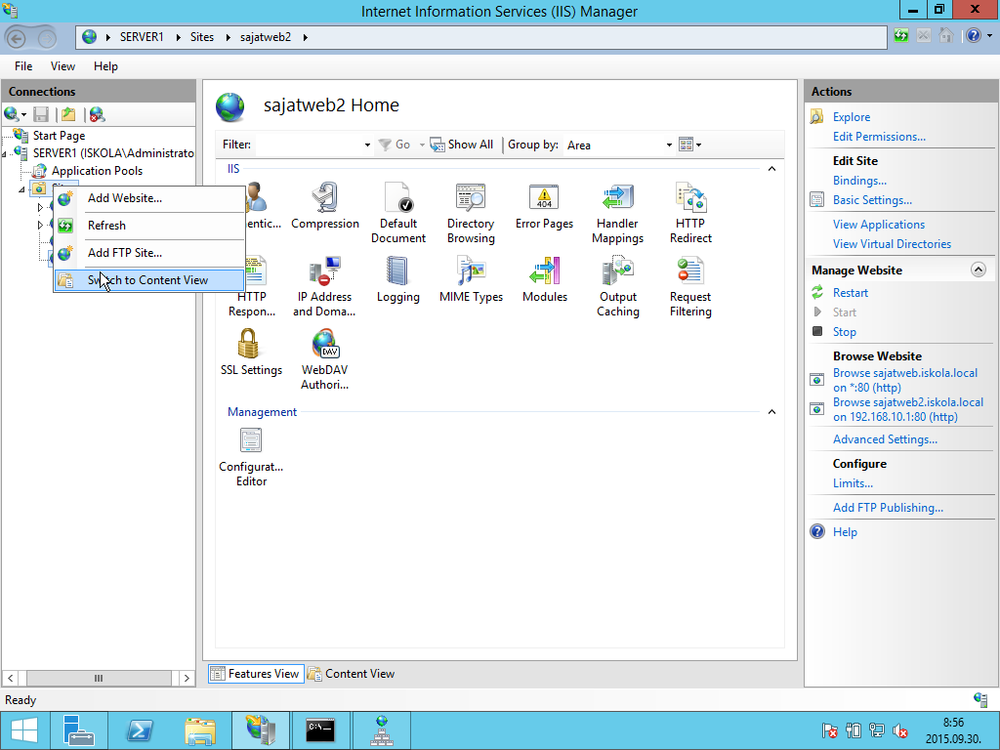 Internet Information Services (IIS) Manager
SERVER1
Sites
sajatweb2
File View Help
Connections
Start Page
SERVER1 (ISKOLA\Administrato
Application Pools
Add Website...
Refresh
Add FTP Site...
Switch to Content View
sajatweb2 Home
Filter:
Go
Show All
Group by:
Area
IIS
Compression
Default Document
Directory Browsing
Error Pages
Handler Mappings
HTTP Redirect
HTTP Respon...
IP Address and Doma...
Logging
MIME Types
Modules
Output Caching
Request Filtering
SSL Settings
WebDAV Authori...
DAV
404
Management
Configurat... Editor
Features View
Content View
Actions
Explore
Edit Permissions...
Edit Site
Bindings...
Basic Settings...
View Applications
View Virtual Directories
Manage Website
Restart
Start
Stop
Browse Website
Browse sajatweb.iskola.local
on *:80 (http)
Browse sajatweb2.iskola.local
on 192.168.10.1:80 (http)
Advanced Settings...
Configure
Limits...
Add FTP Publishing...
Help
Ready
8:56
2015.09.30.